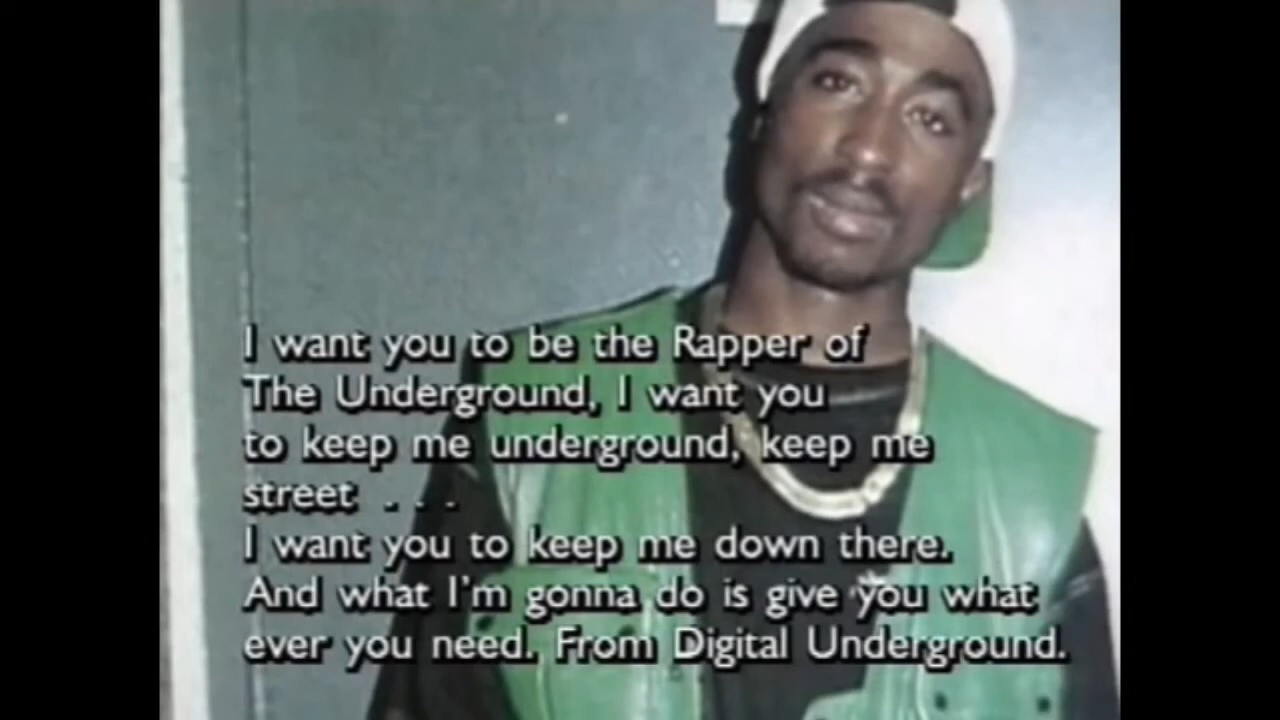 I want you to be the Rapper of
The Underground, I want you
to keep me underground, keep me
street . . .
I want you to keep me down there.
And what I'm gonna do is give you what
ever you need. From Digital Underground.